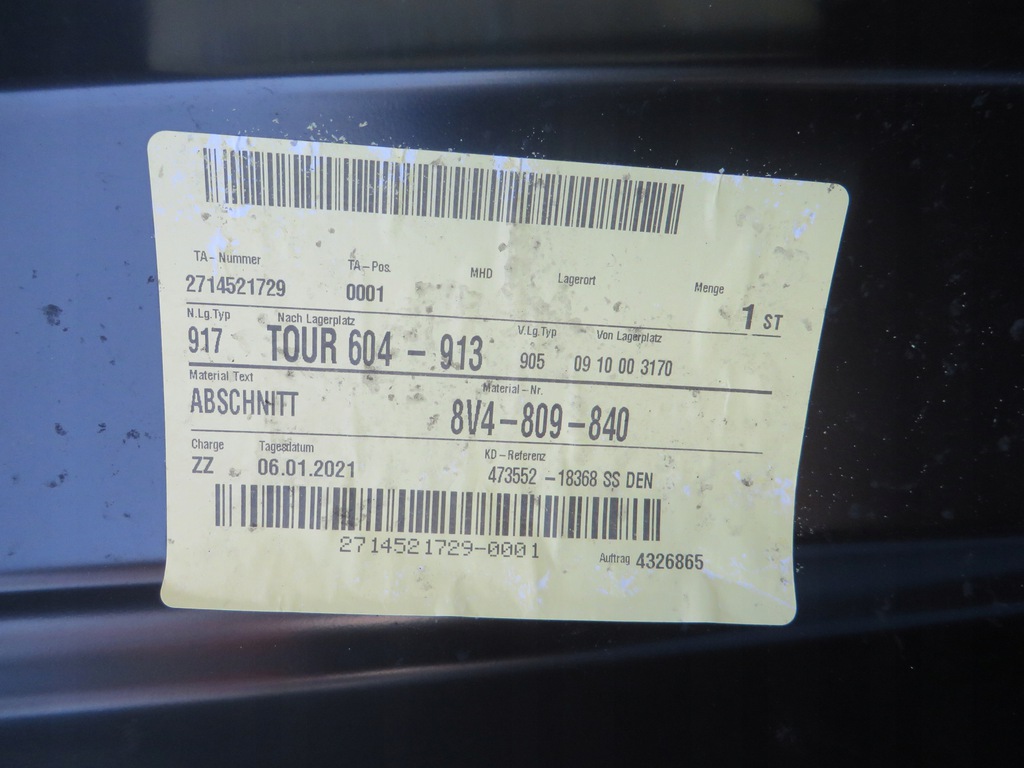 TA-Nummer TA-Pos. MHD Lagerort Menge
2714521729 0001 1 ST
N.Lg.Typ Nach Lagerplatz V.Lg.Typ Von Lagerplatz
917 TOUR 604 - 913 905 09 10 00 3170
Material Text Material-Nr.
ABSCHNITT 8V4-809-840
Charge Tagesdatum KD-Referenz
ZZ 06.01.2021 473552 -18368 SS DEN
2714521729-0001 Auftrag 4326865